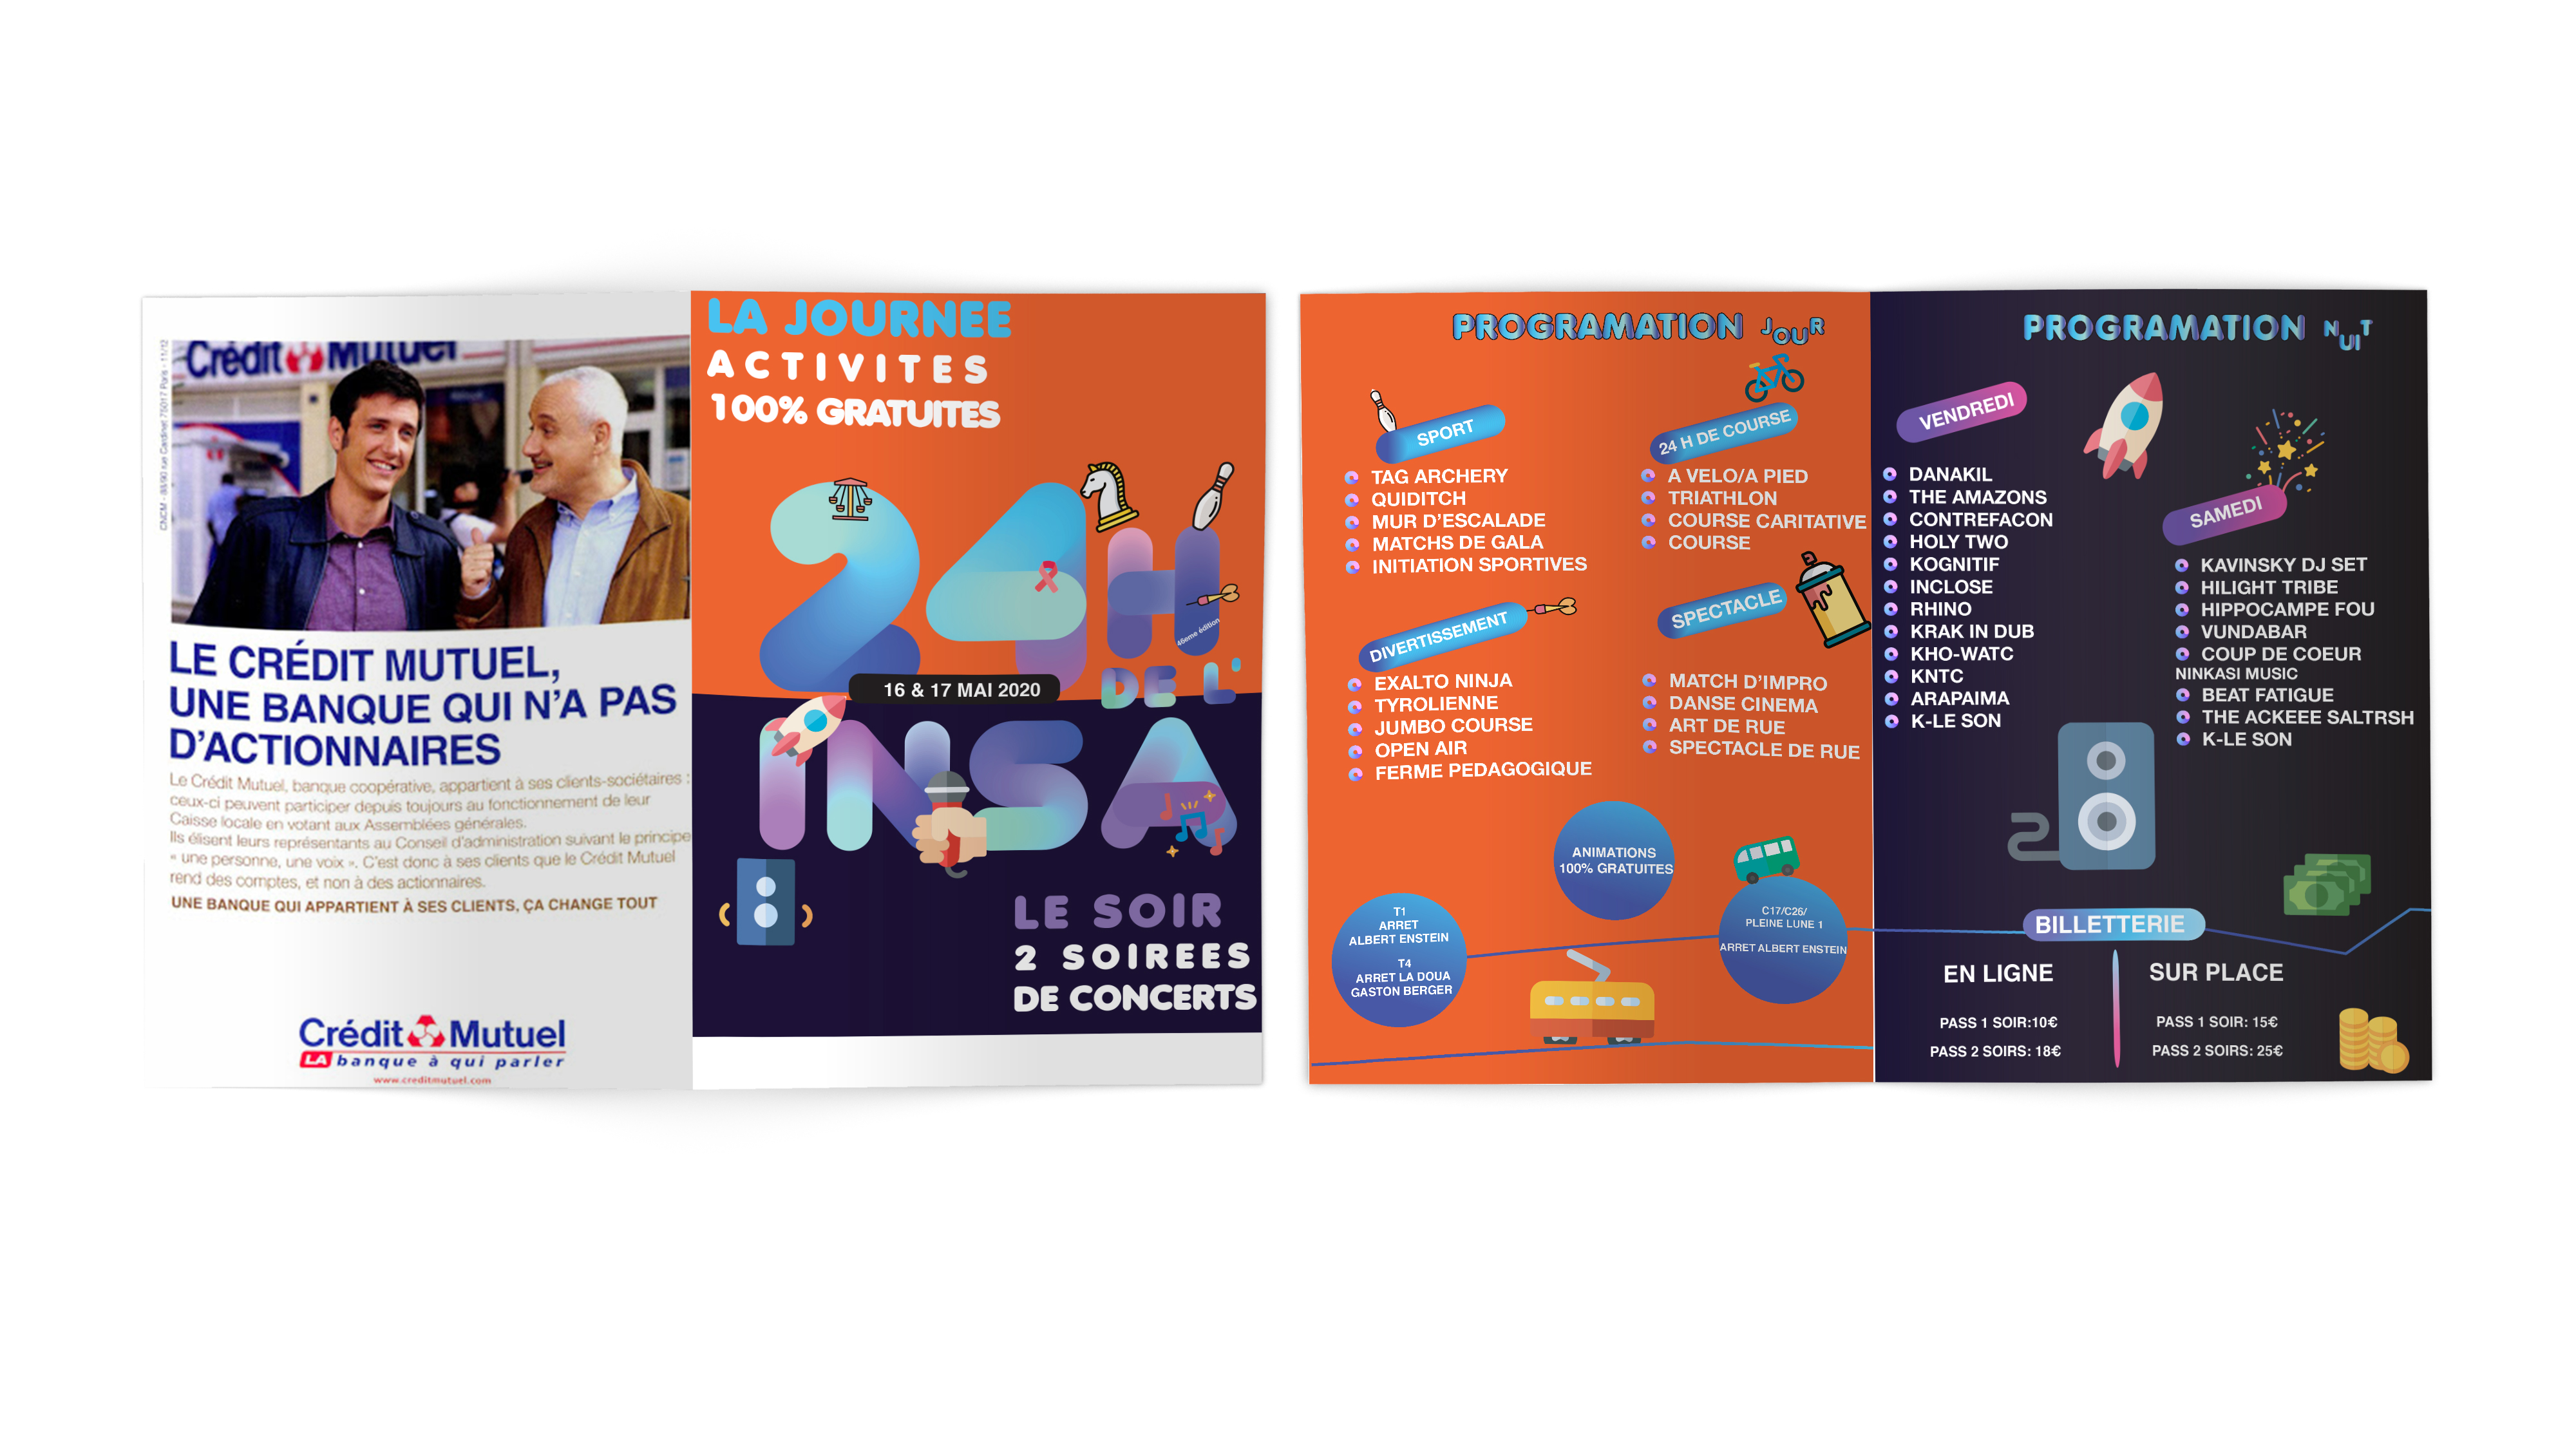 CNCM - 88/90 rue Cardinet 75017 Paris - 11/12
Crédit Mutuel
LE CRÉDIT MUTUEL,
UNE BANQUE QUI N'A PAS
D'ACTIONNAIRES
Le Crédit Mutuel, banque coopérative, appartient à ses clients-sociétaires :
ceux-ci peuvent participer depuis toujours au fonctionnement de leur
Caisse locale en votant aux Assemblées générales.
Ils élisent leurs représentants au Conseil d'administration suivant le principe
« une personne, une voix ». C'est donc à ses clients que le Crédit Mutuel
rend des comptes, et non à des actionnaires.
UNE BANQUE QUI APPARTIENT À SES CLIENTS, ÇA CHANGE TOUT
Crédit Mutuel
LA banque à qui parler
www.creditmutuel.com
LA JOURNEE
ACTIVITES
100% GRATUITES
24H
46eme édition
DE L'
16 & 17 MAI 2020
INSA
LE SOIR
2 SOIREES
DE CONCERTS
PROGRAMATION JOUR
SPORT
TAG ARCHERY
QUIDITCH
MUR D'ESCALADE
MATCHS DE GALA
INITIATION SPORTIVES
24 H DE COURSE
A VELO/A PIED
TRIATHLON
COURSE CARITATIVE
COURSE
DIVERTISSEMENT
EXALTO NINJA
TYROLIENNE
JUMBO COURSE
OPEN AIR
FERME PEDAGOGIQUE
SPECTACLE
MATCH D'IMPRO
DANSE CINEMA
ART DE RUE
SPECTACLE DE RUE
ANIMATIONS
100% GRATUITES
T1
ARRET
ALBERT ENSTEIN
T4
ARRET LA DOUA
GASTON BERGER
C17/C26/
PLEINE LUNE 1
ARRET ALBERT ENSTEIN
PROGRAMATION NUIT
VENDREDI
DANAKIL
THE AMAZONS
CONTREFACON
HOLY TWO
KOGNITIF
INCLOSE
RHINO
KRAK IN DUB
KHO-WATC
KNTC
ARAPAIMA
K-LE SON
SAMEDI
KAVINSKY DJ SET
HILIGHT TRIBE
HIPPOCAMPE FOU
VUNDABAR
COUP DE COEUR
NINKASI MUSIC
BEAT FATIGUE
THE ACKEEE SALTRSH
K-LE SON
BILLETTERIE
EN LIGNE
PASS 1 SOIR:10€
PASS 2 SOIRS: 18€
SUR PLACE
PASS 1 SOIR: 15€
PASS 2 SOIRS: 25€